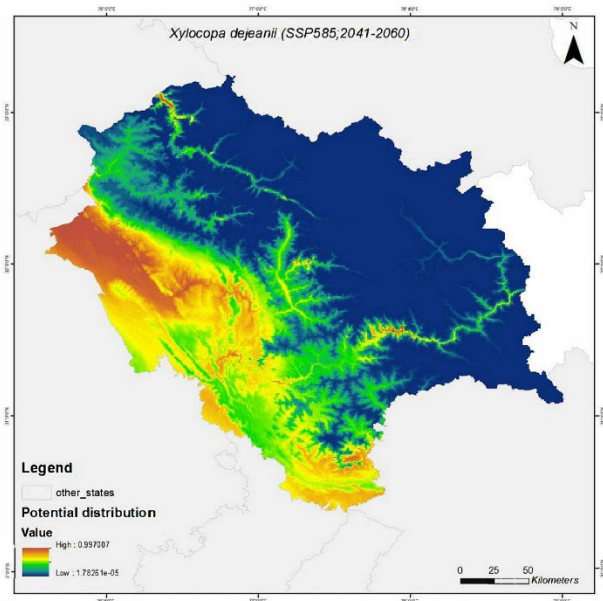 Xylocopa dejeanii (SSP585;2041-2060)
N
Legend
other_states
Potential distribution
Value
High : 0.997007
Low : 1.78261e-05
0 25 50
Kilometers